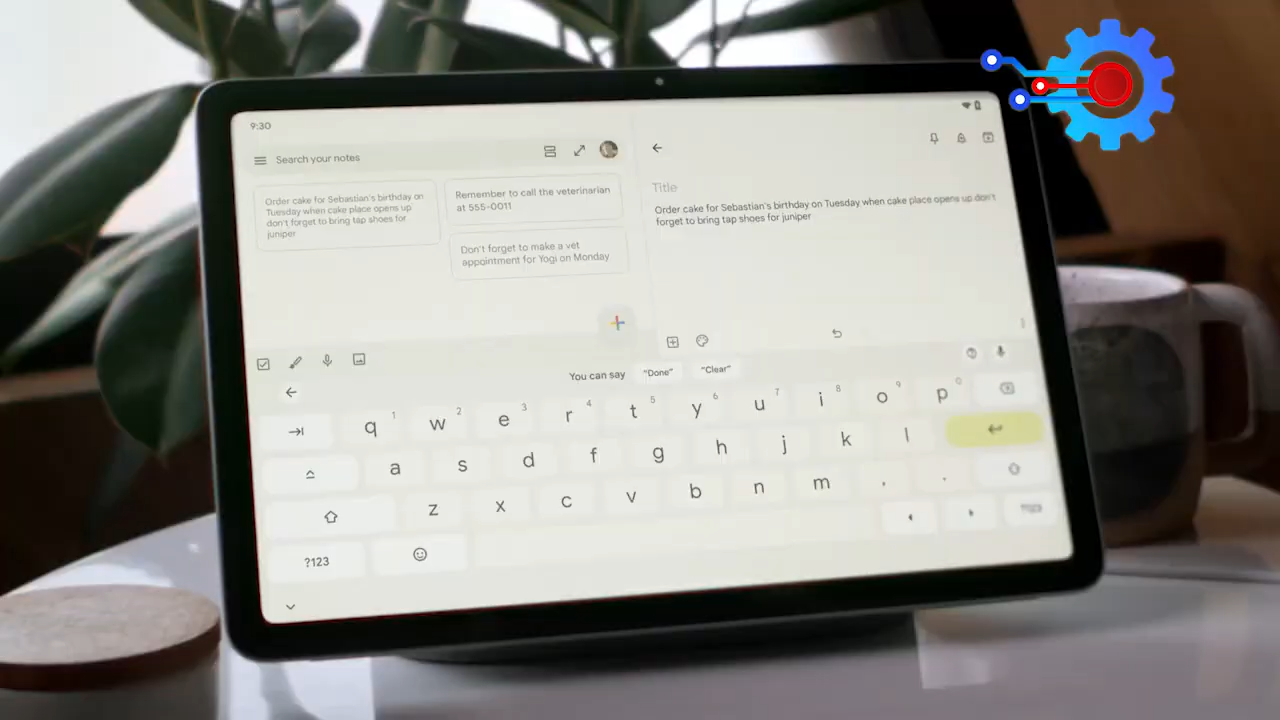 9:30
Search your notes
Order cake for Sebastian's birthday on
Tuesday when cake place opens up
don't forget to bring tap shoes for
juniper
Remember to call the veterinarian
at 555-0011
Don't forget to make a vet
appointment for Yogi on Monday
Title
Order cake for Sebastian's birthday on Tuesday when cake place opens up don't
forget to bring tap shoes for juniper
You can say "Done" "Clear"
q 1 w 2 e 3 r 4 t 5 y 6 u 7 i 8 o 9 p 0
a s d f g h j k l
z x c v b n m , .
?123